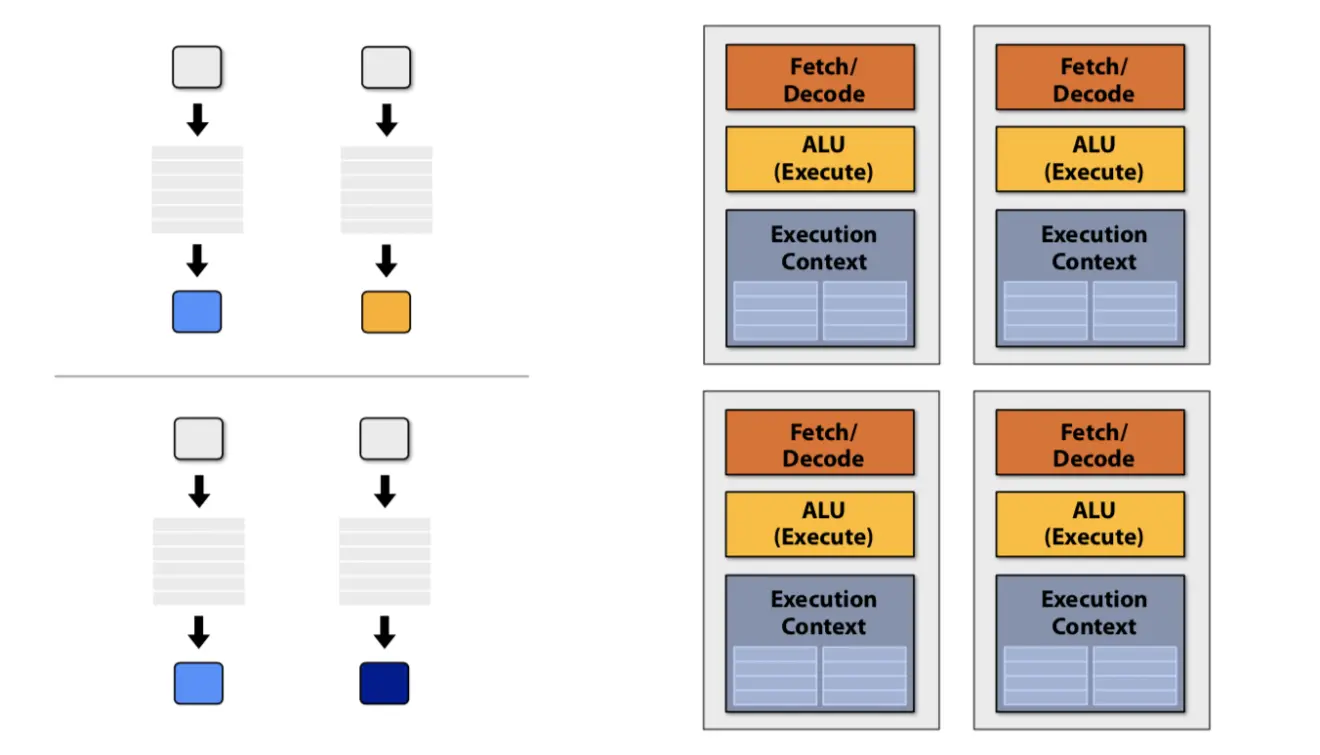 Fetch/
Decode
ALU
(Execute)
Execution
Context
Fetch/
Decode
ALU
(Execute)
Execution
Context
Fetch/
Decode
ALU
(Execute)
Execution
Context
Fetch/
Decode
ALU
(Execute)
Execution
Context